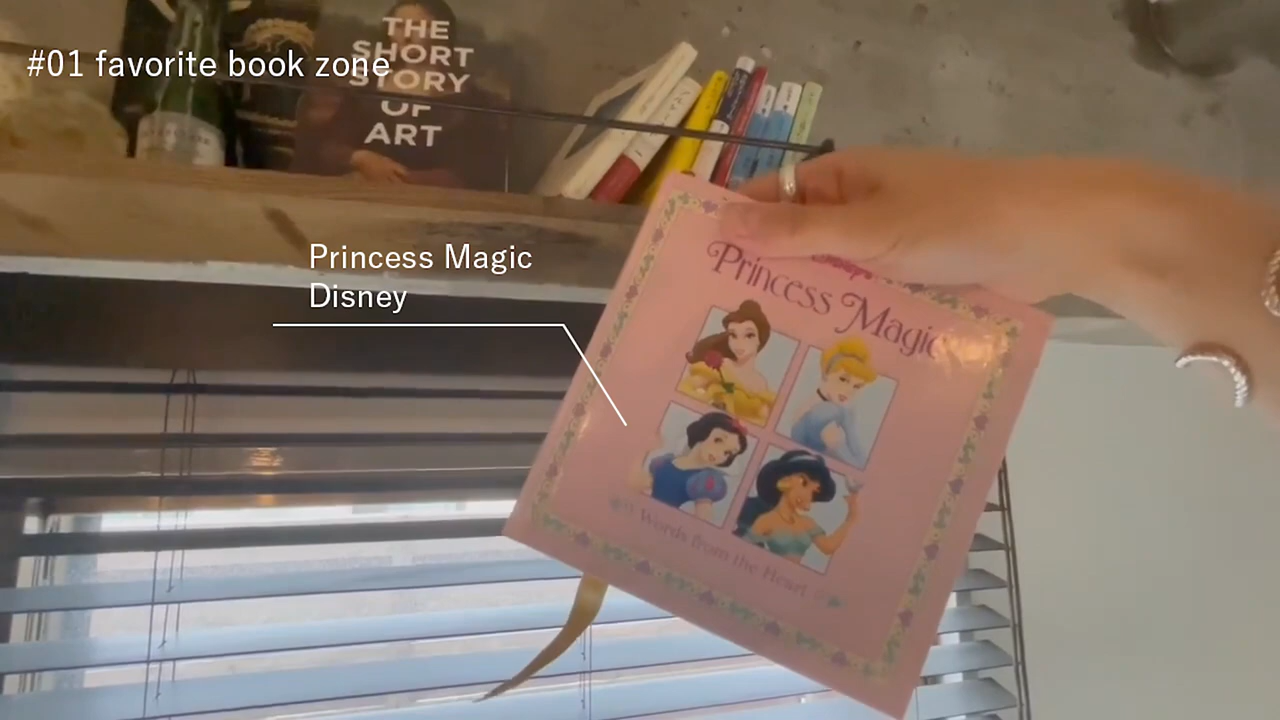 #01 favorite book zone
THE
SHORT
STORY
OF
ART
Princess Magic
Disney
Princess Magic
Words from the Heart